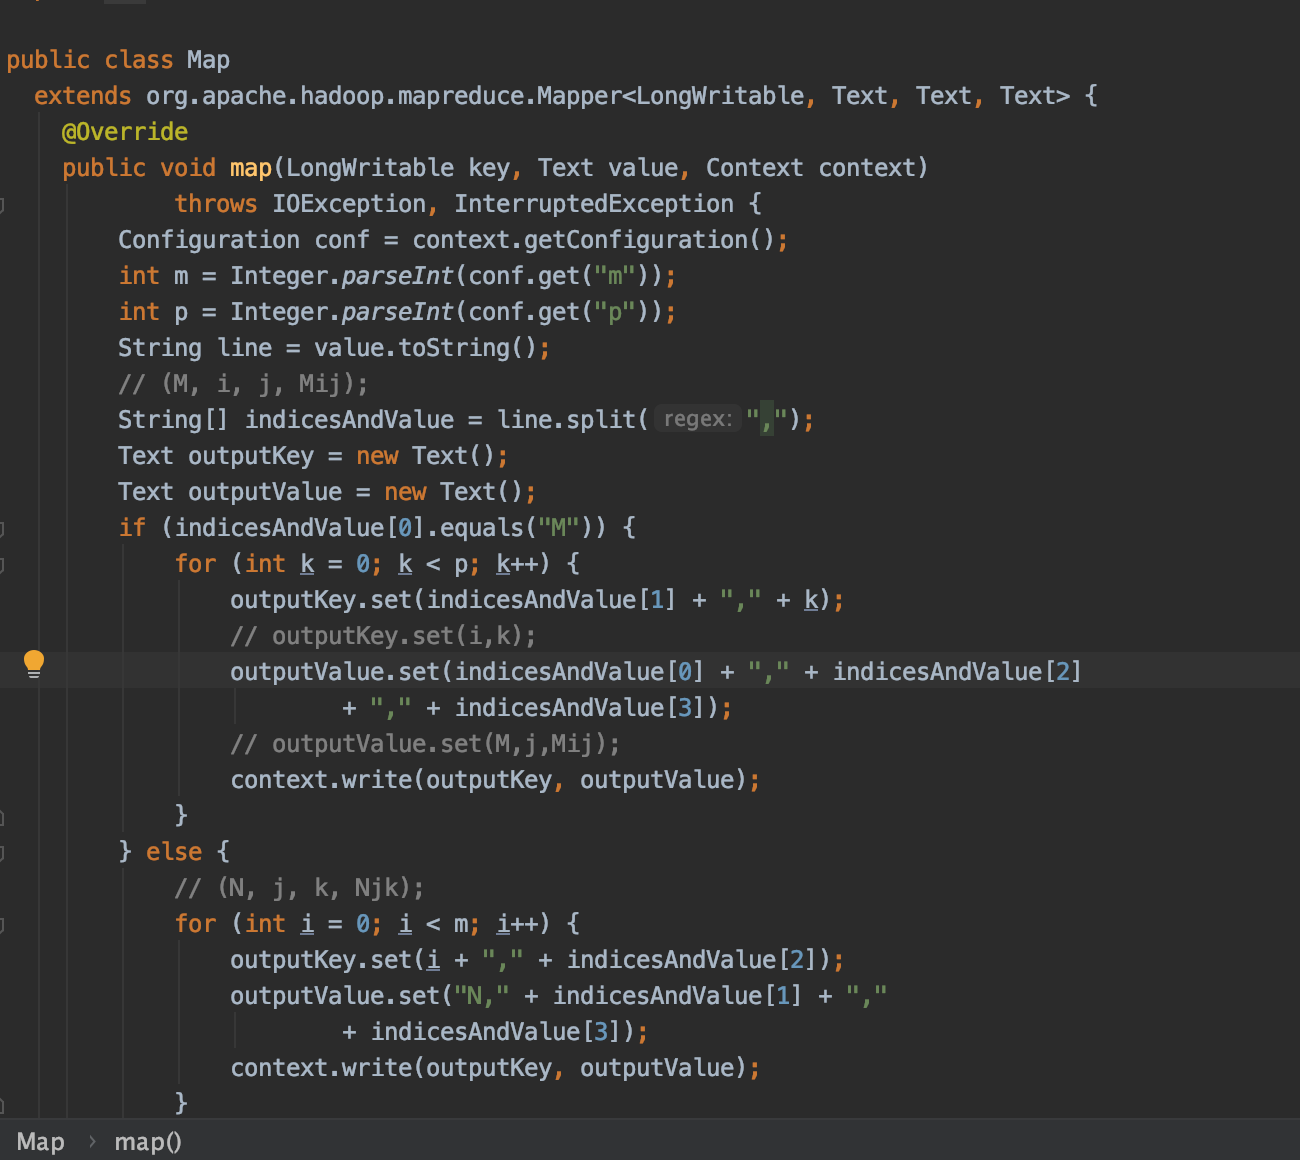 public class Map
extends org.apache.hadoop.mapreduce.Mapper<LongWritable, Text, Text, Text> {
@Override
public void map(LongWritable key, Text value, Context context)
throws IOException, InterruptedException {
Configuration conf = context.getConfiguration();
int m = Integer.parseInt(conf.get("m"));
int p = Integer.parseInt(conf.get("p"));
String line = value.toString();
// (M, i, j, Mij);
String[] indicesAndValue = line.split( regex: ",");
Text outputKey = new Text();
Text outputValue = new Text();
if (indicesAndValue[0].equals("M")) {
for (int k = 0; k < p; k++) {
outputKey.set(indicesAndValue[1] + "," + k);
// outputKey.set(i,k);
outputValue.set(indicesAndValue[0] + "," + indicesAndValue[2]
+ "," + indicesAndValue[3]);
// outputValue.set(M,j,Mij);
context.write(outputKey, outputValue);
}
} else {
// (N, j, k, Njk);
for (int i = 0; i < m; i++) {
outputKey.set(i + "," + indicesAndValue[2]);
outputValue.set("N," + indicesAndValue[1] + ","
+ indicesAndValue[3]);
context.write(outputKey, outputValue);
}
Map › map()